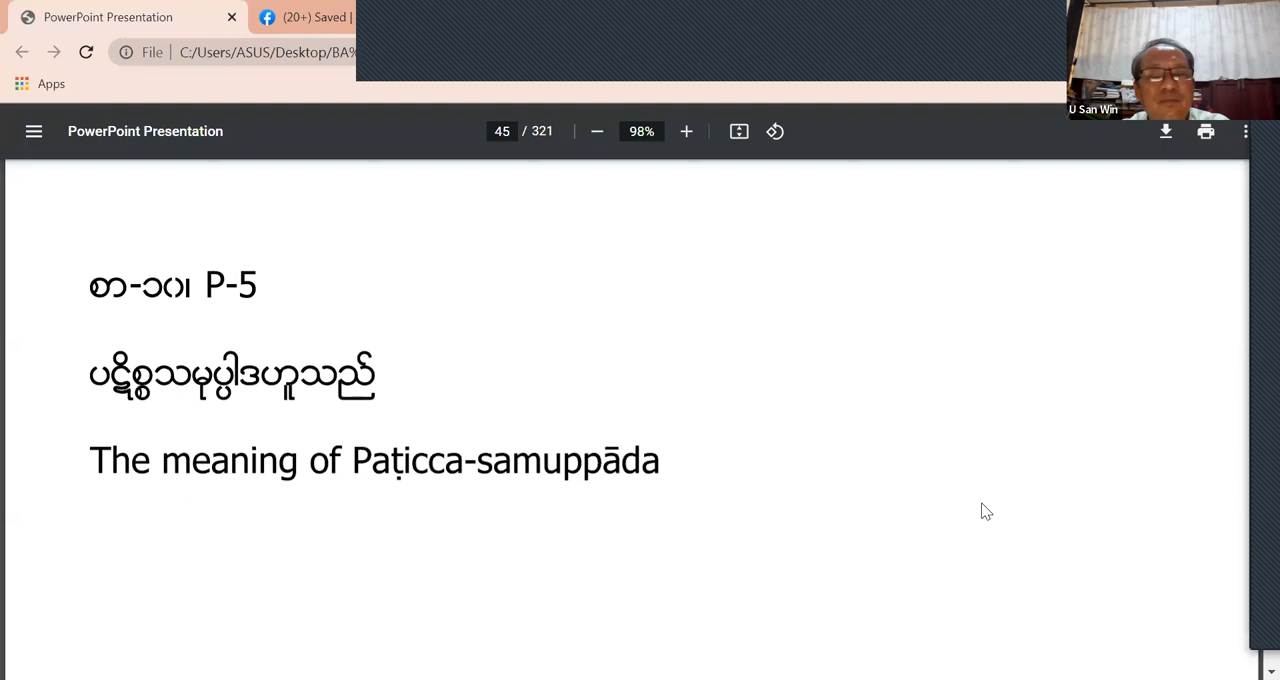 PowerPoint Presentation
(20+) Saved |
File | C:/Users/ASUS/Desktop/BA%
Apps
U San Win
PowerPoint Presentation
45 / 321
98%
စာ-၁၀၊ P-5
ပဋိစ္စသမုပ္ပါဒဟူသည်
The meaning of Paṭicca-samuppāda